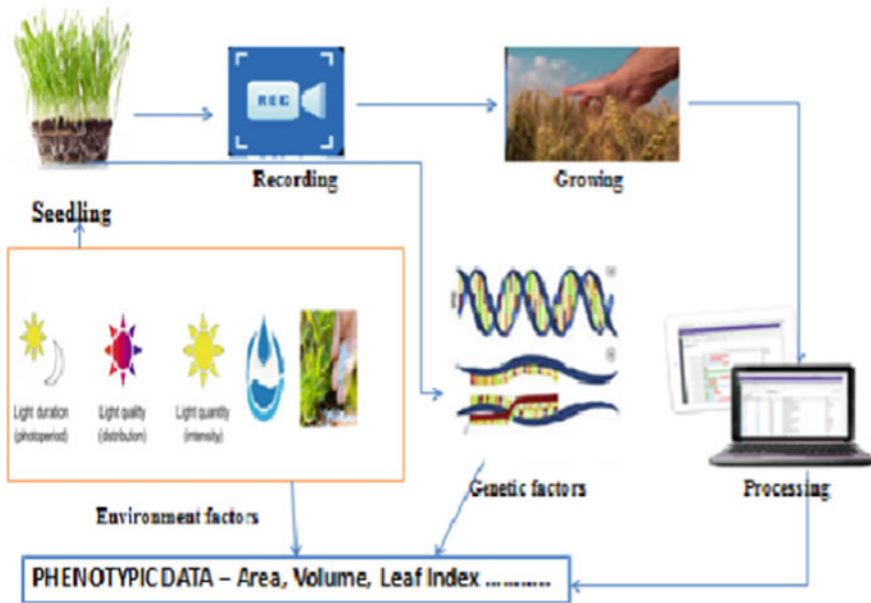 REC
Recording
Growing
Seedling
Light duration
(photoperiod)
Light quality
(distribution)
Light quantity
(intensity)
Environment factors
Genetic factors
Processing
PHENOTYPIC DATA – Area, Volume, Leaf Index ...........